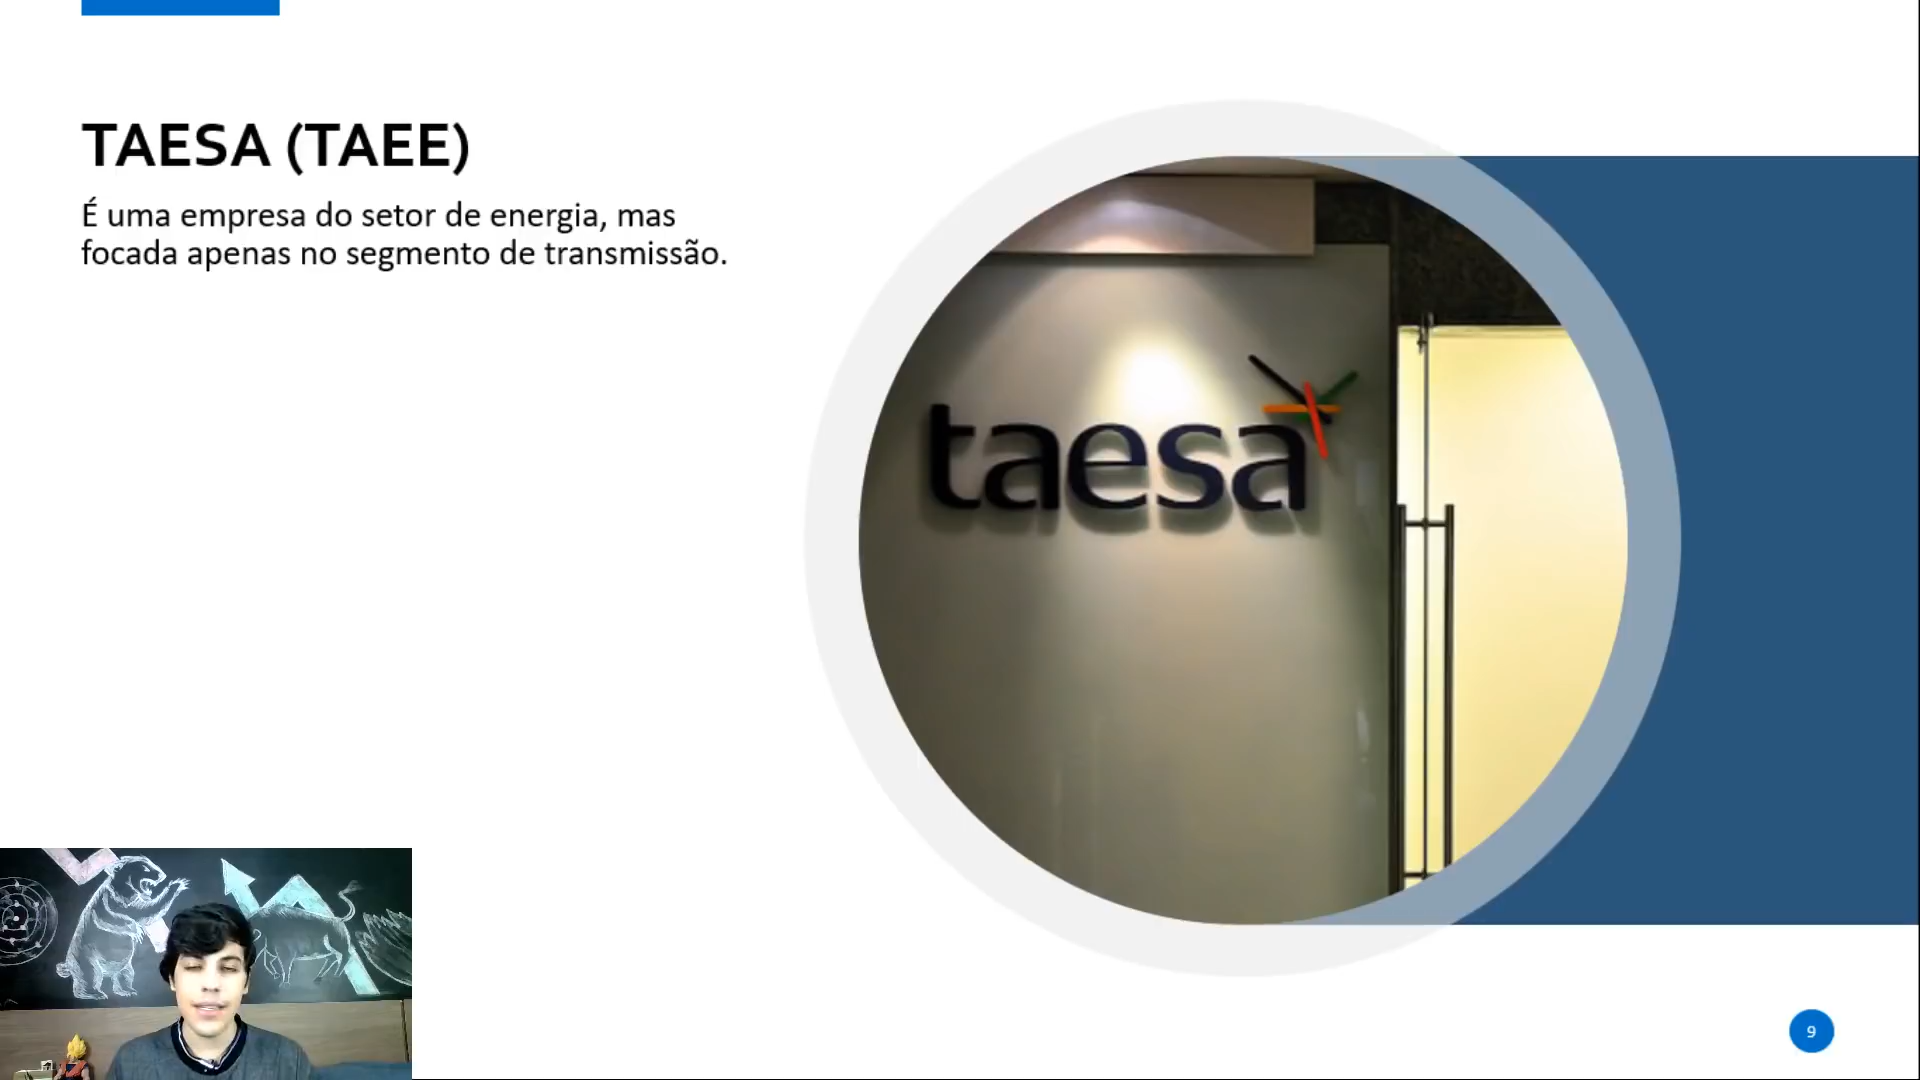 TAESA (TAEE)
É uma empresa do setor de energia, mas
focada apenas no segmento de transmissão.
taesa
9